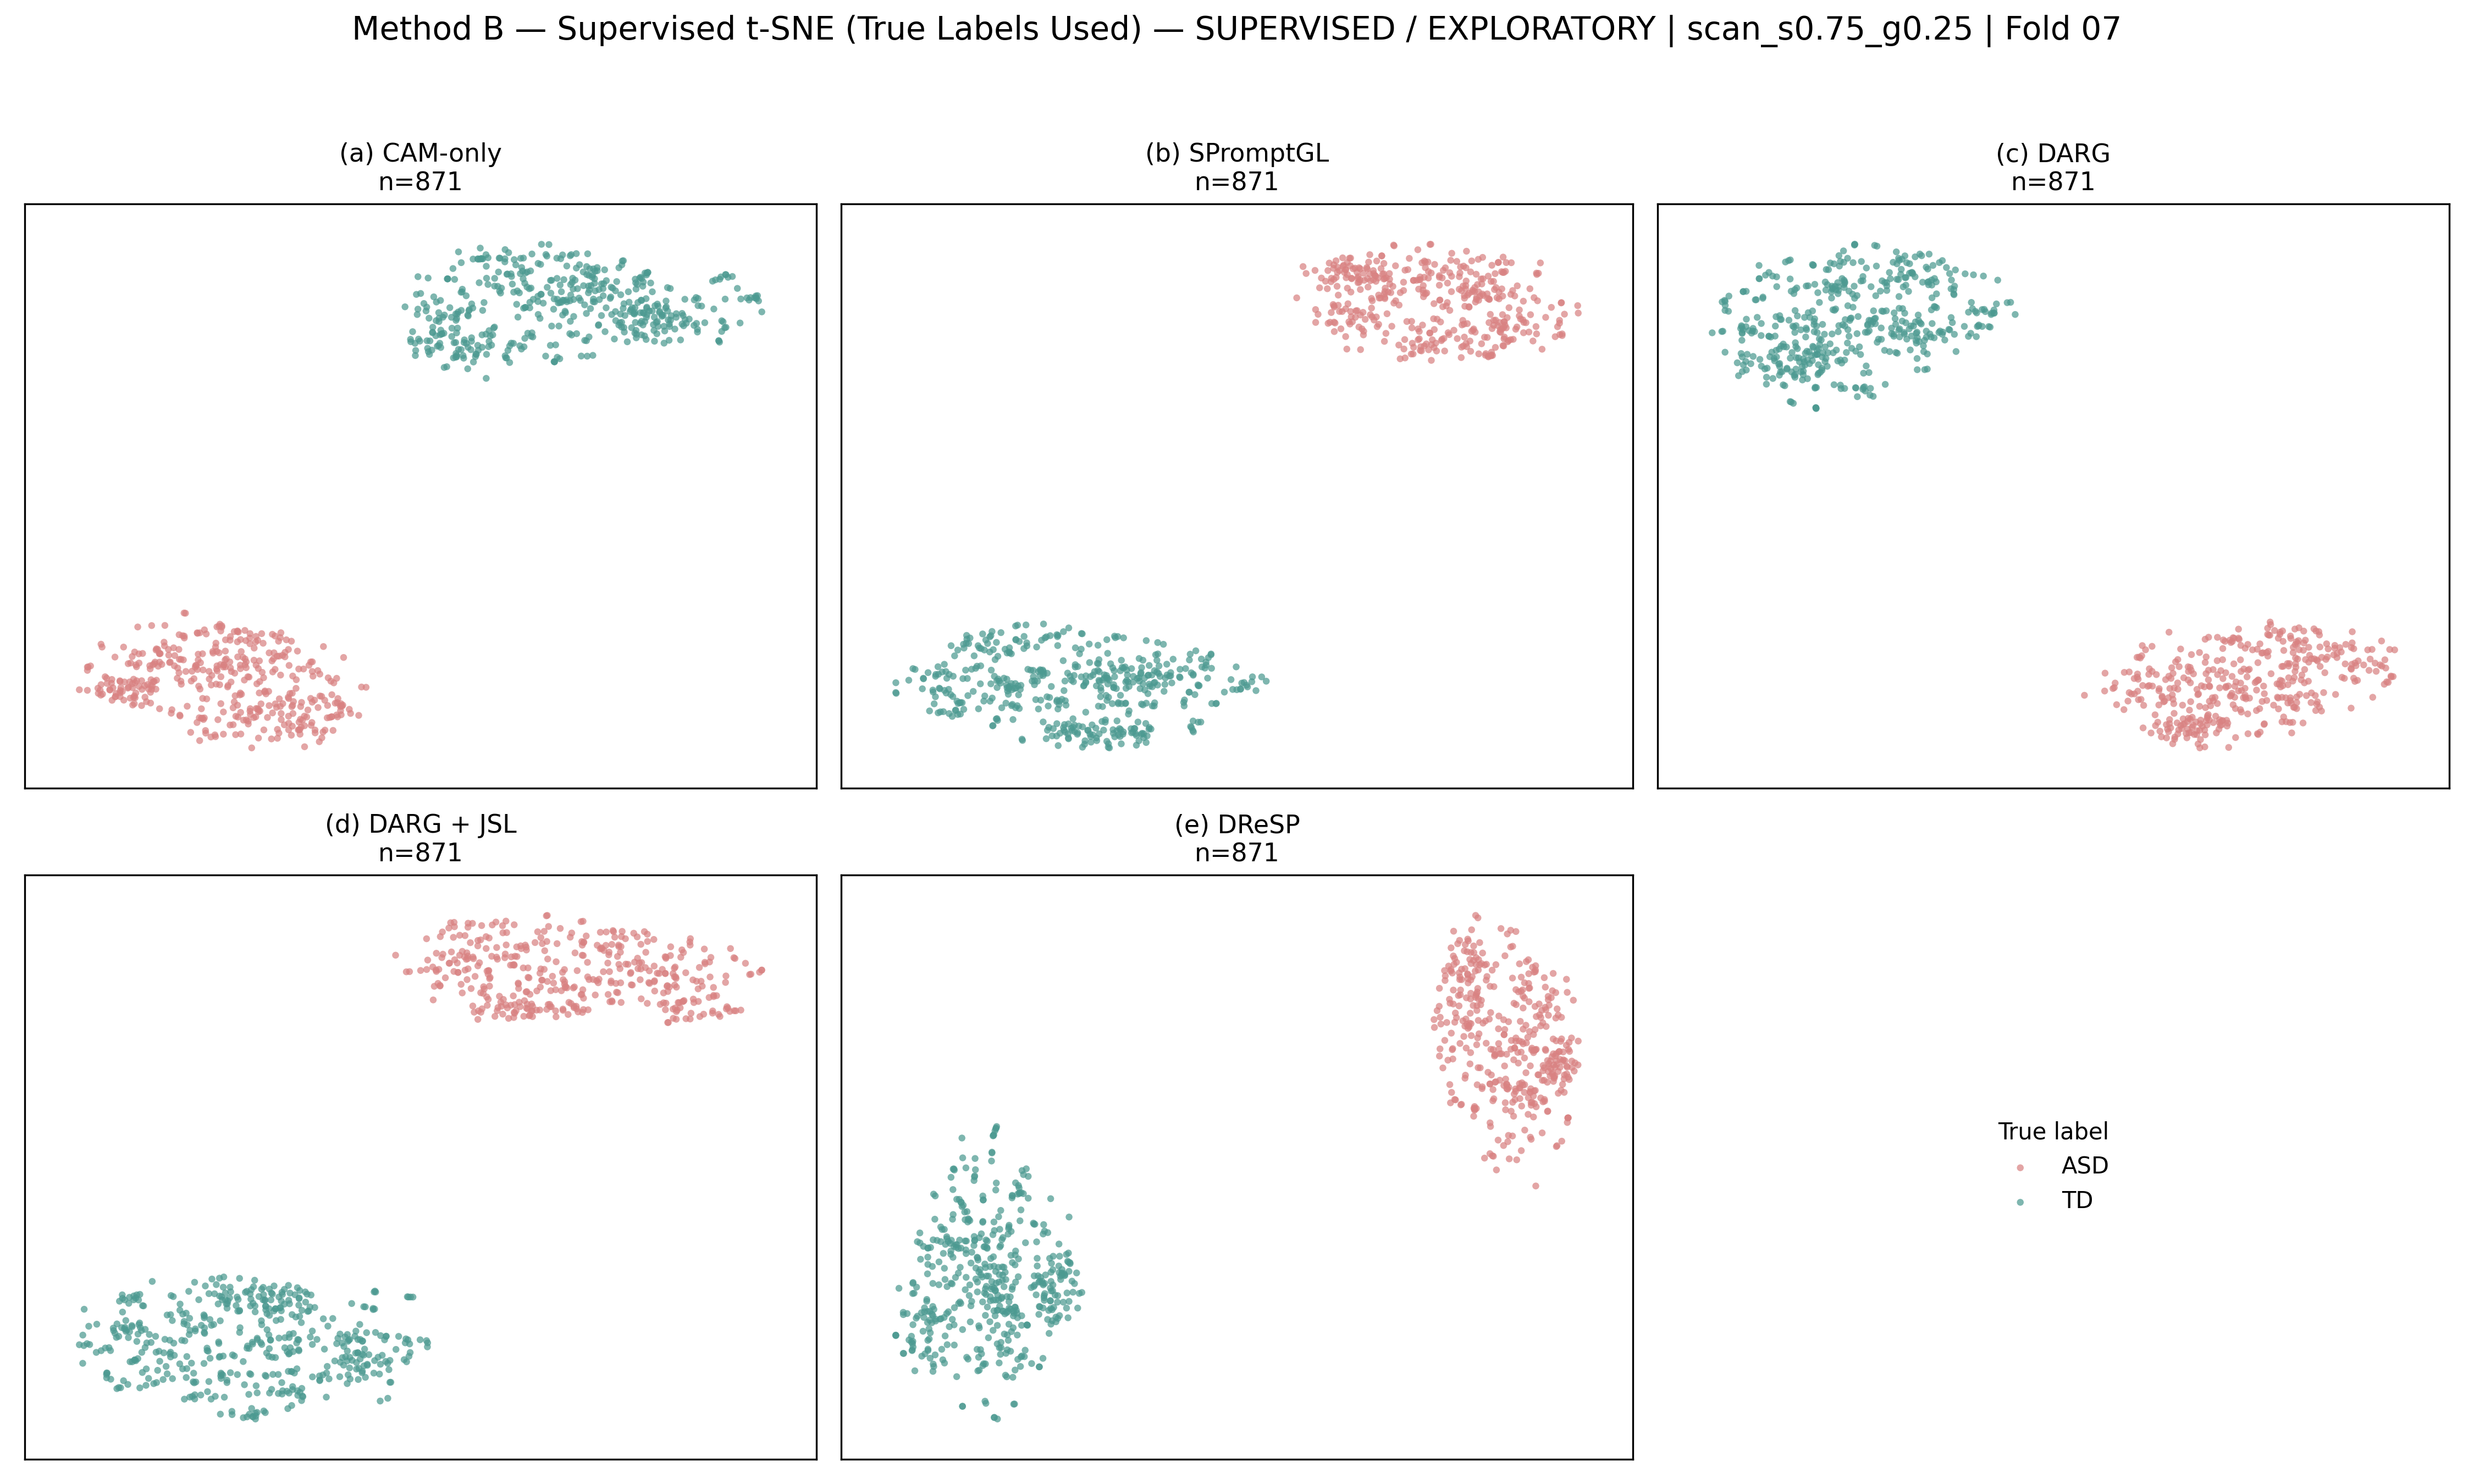 Method B — Supervised t-SNE (True Labels Used) — SUPERVISED / EXPLORATORY | scan_s0.75_g0.25 | Fold 07
(a) CAM-only
n=871
(b) SPromptGL
n=871
(c) DARG
n=871
(d) DARG + JSL
n=871
(e) DReSP
n=871
True label
ASD
TD